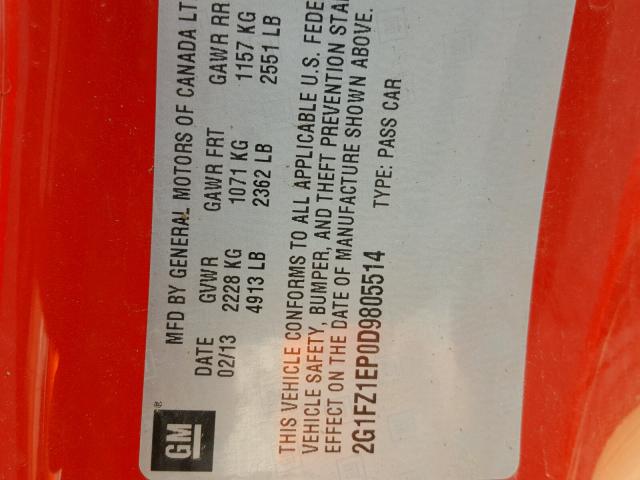 MFD BY GENERAL MOTORS OF CANADA LT
DATE GVWR GAWR FRT GAWR RR
02/13 2228 KG 1071 KG 1157 KG
4913 LB 2362 LB 2551 LB
THIS VEHICLE CONFORMS TO ALL APPLICABLE U.S. FEDE
VEHICLE SAFETY, BUMPER, AND THEFT PREVENTION STA
EFFECT ON THE DATE OF MANUFACTURE SHOWN ABOVE.
2G1FZ1EP0D9805514 TYPE: PASS CAR
GM®